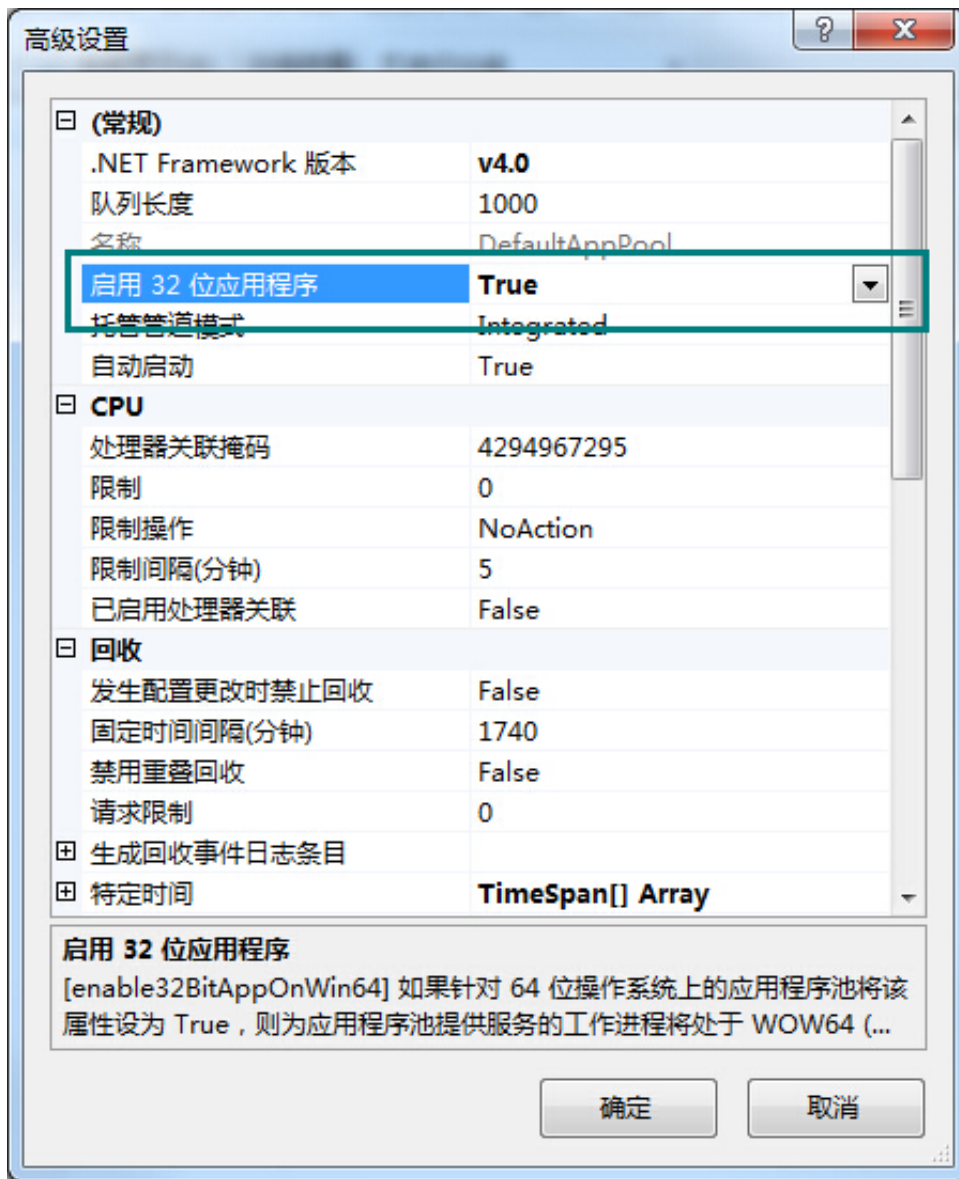 高级设置
(常规)
.NET Framework 版本 v4.0
队列长度 1000
名称 DefaultAppPool
启用 32 位应用程序 True
托管管道模式 Integrated
自动启动 True
CPU
处理器关联掩码 4294967295
限制 0
限制操作 NoAction
限制间隔(分钟) 5
已启用处理器关联 False
回收
发生配置更改时禁止回收 False
固定时间间隔(分钟) 1740
禁用重叠回收 False
请求限制 0
生成回收事件日志条目
特定时间 TimeSpan[] Array
启用 32 位应用程序
[enable32BitAppOnWin64] 如果针对 64 位操作系统上的应用程序池将该
属性设为 True，则为应用程序池提供服务的工作进程将处于 WOW64 (...
确定 取消